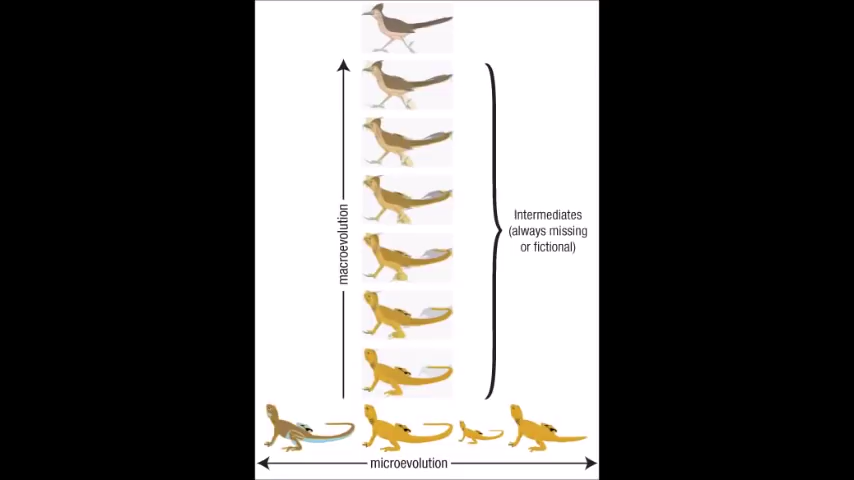 macroevolution
Intermediates
(always missing
or fictional)
microevolution